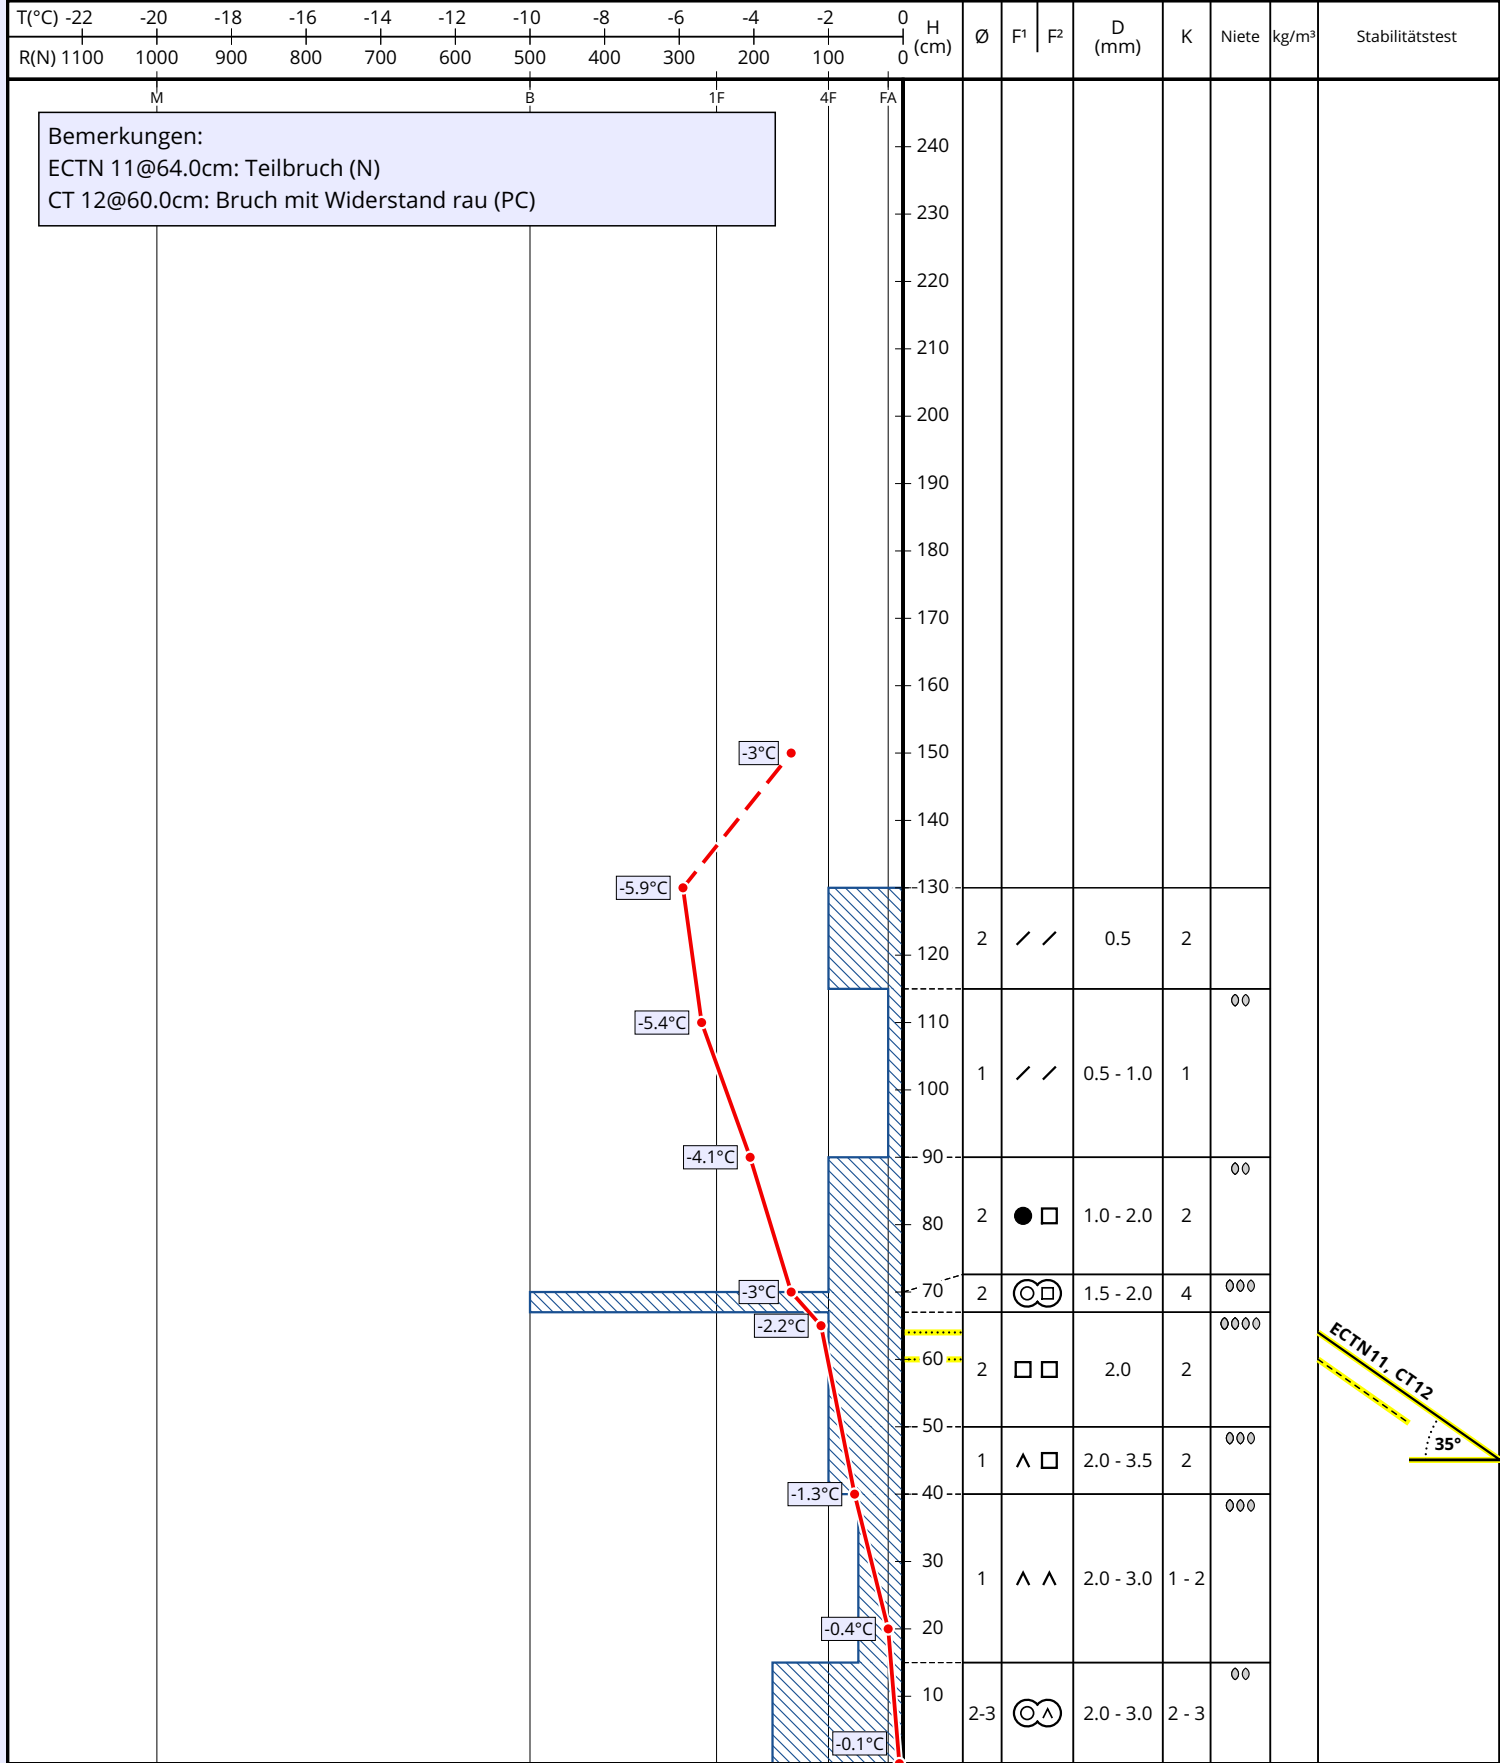 T(°C) -22 -20 -18 -16 -14 -12 -10 -8 -6 -4 -2 0
R(N) 1100 1000 900 800 700 600 500 400 300 200 100 0
H (cm) Ø F¹ F² D (mm) K Niete kg/m³ Stabilitätstest
M B 1F 4F FA
Bemerkungen:
ECTN 11@64.0cm: Teilbruch (N)
CT 12@60.0cm: Bruch mit Widerstand rau (PC)
240
230
220
210
200
190
180
170
160
-3°C 150
140
-5.9°C 130
2 0.5 2
120
-5.4°C 110
1 0.5 - 1.0 1
100
-4.1°C 90
2 1.0 - 2.0 2
80
-3°C 70 2 1.5 - 2.0 4
-2.2°C
ECTN11, CT12
60
2 2.0 2
50
35°
1 2.0 - 3.5 2
-1.3°C 40
30
1 2.0 - 3.0 1 - 2
-0.4°C 20
10
2-3 2.0 - 3.0 2 - 3
-0.1°C